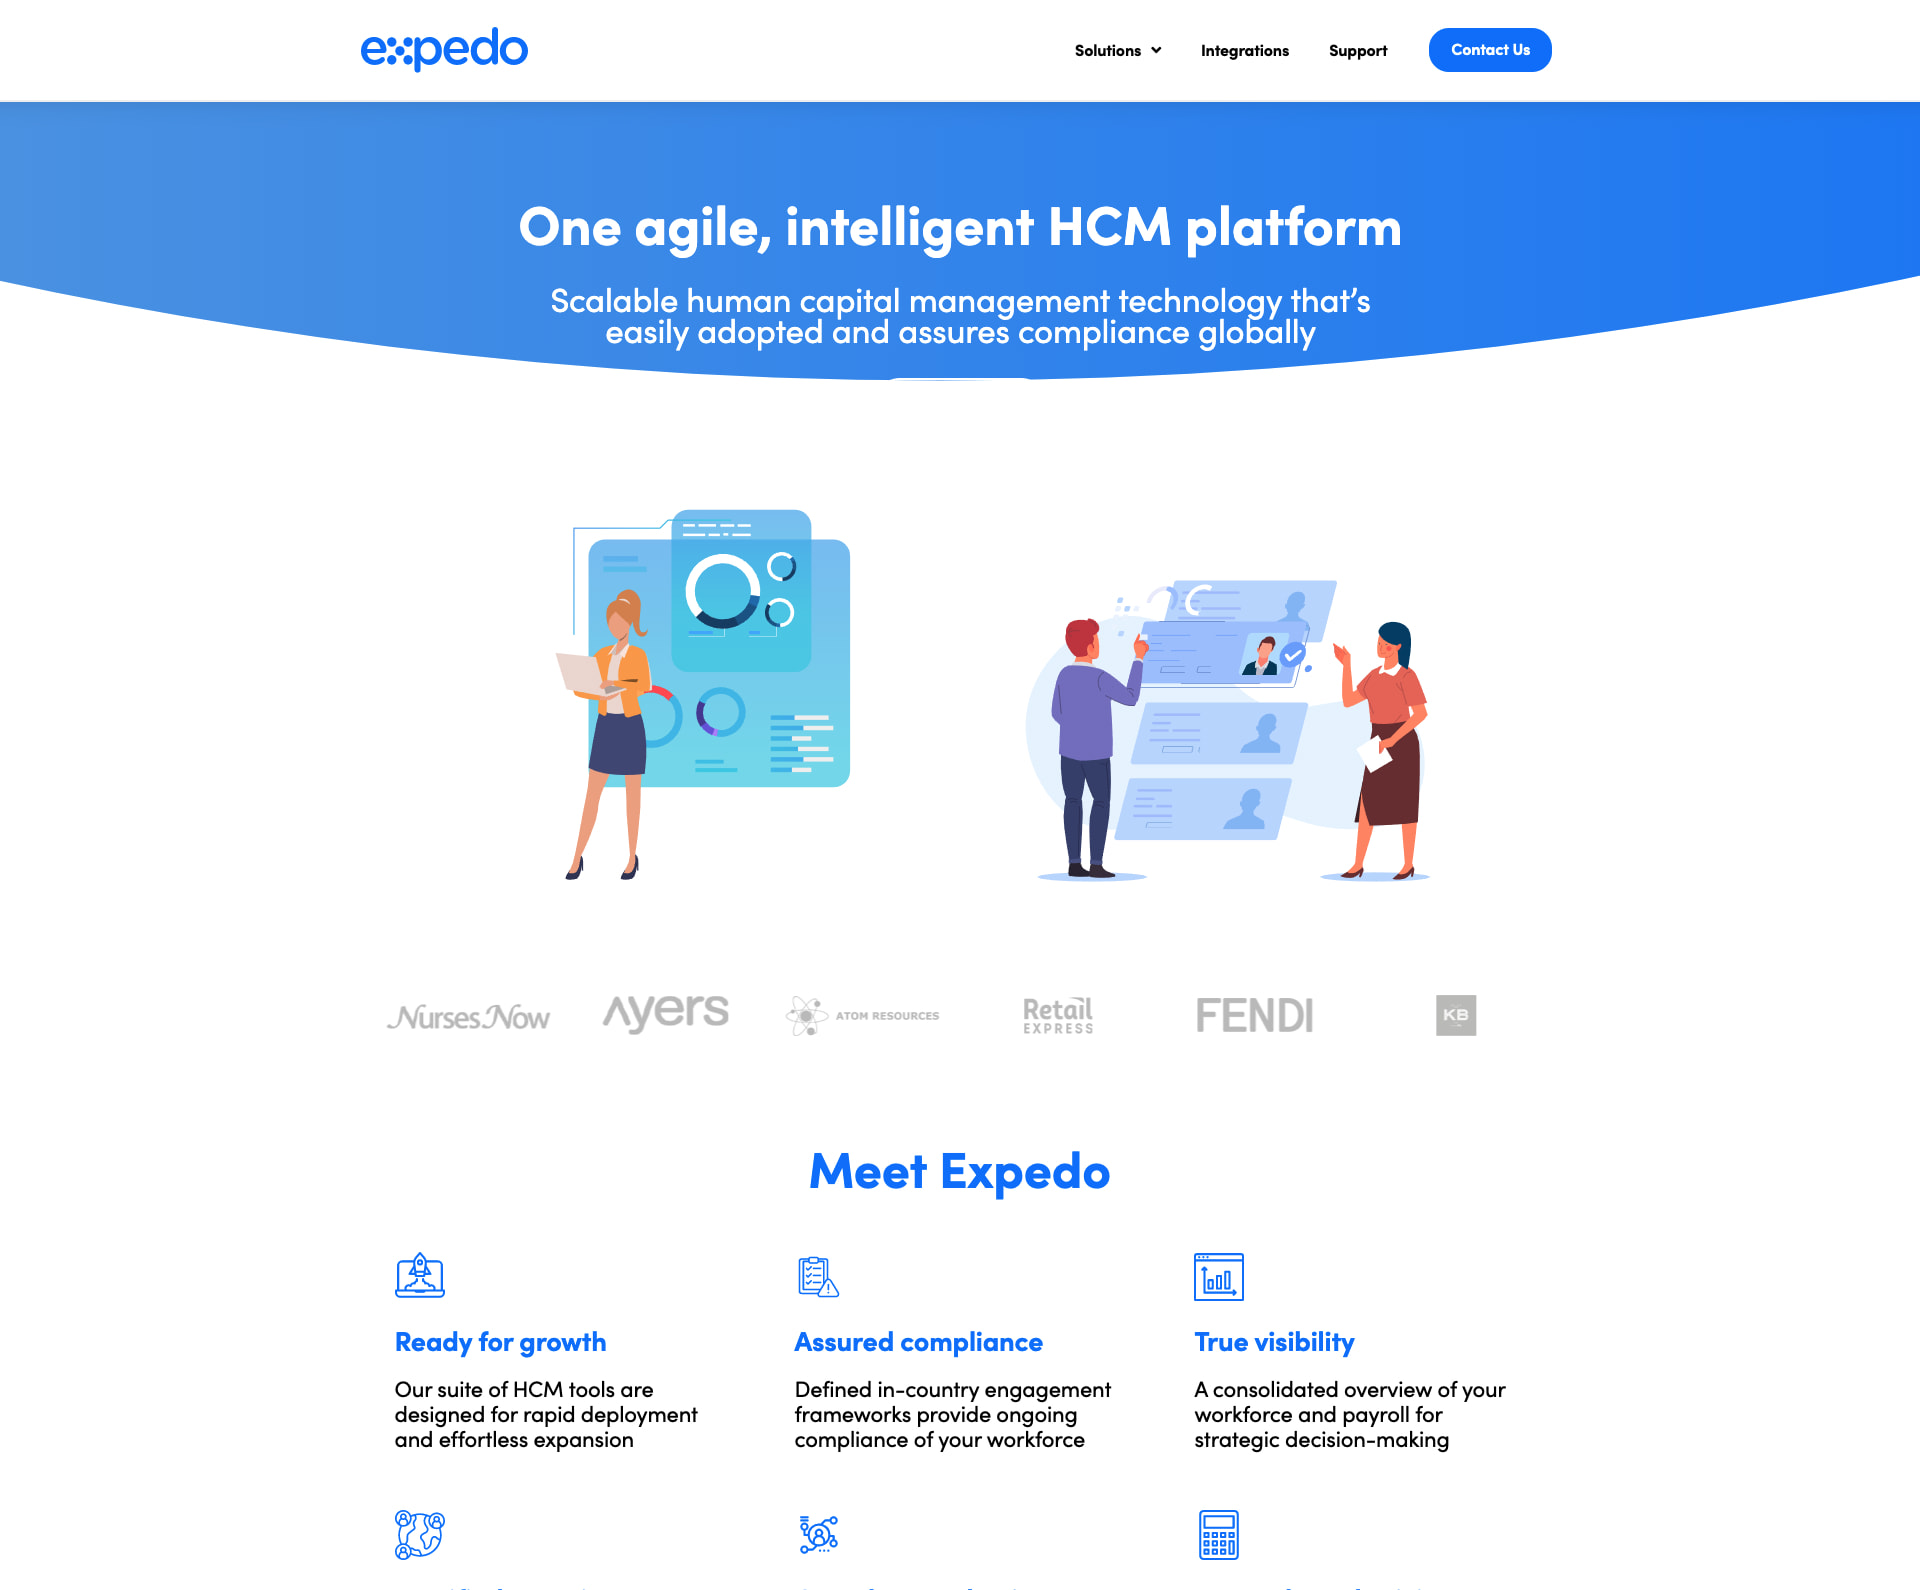 expedo
Solutions
Integrations
Support
Contact Us
One agile, intelligent HCM platform
Scalable human capital management technology that’s
easily adopted and assures compliance globally
Nurses Now
Ayers
ATOM RESOURCES
Retail
EXPRESS
FENDI
KB
Meet Expedo
Ready for growth
Our suite of HCM tools are
designed for rapid deployment
and effortless expansion
Assured compliance
Defined in-country engagement
frameworks provide ongoing
compliance of your workforce
True visibility
A consolidated overview of your
workforce and payroll for
strategic decision-making